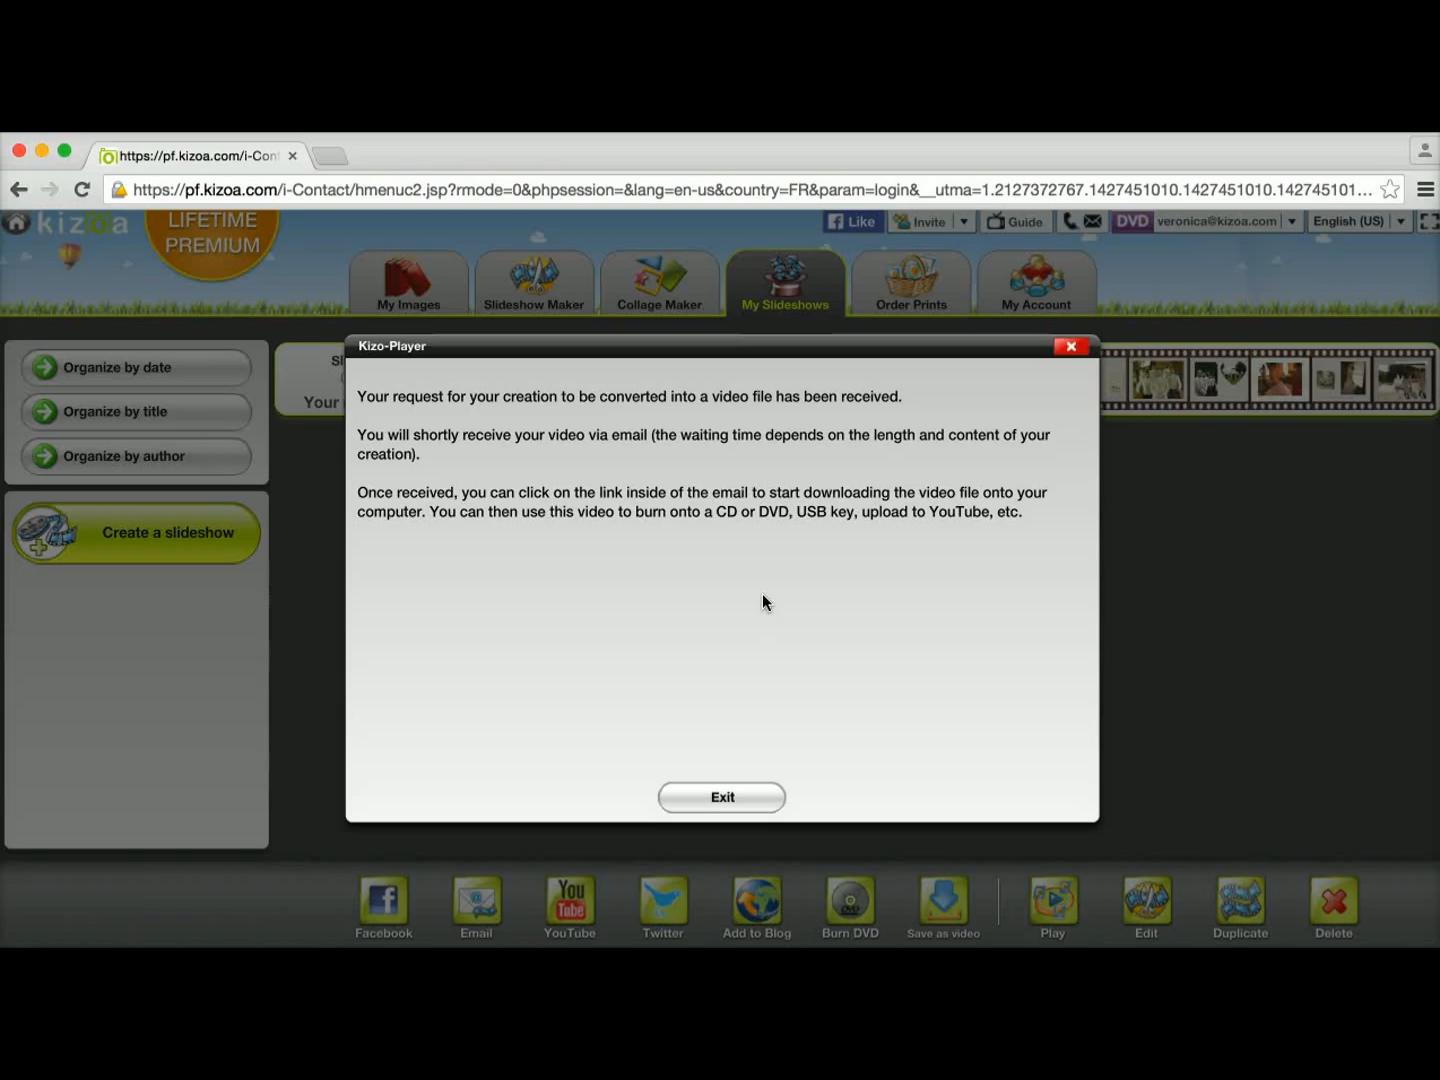 https://pf.kizoa.com/i-Con
https://pf.kizoa.com/i-Contact/hmenuc2.jsp?rmode=0&phpsession=&lang=en-us&country=FR&param=login&__utma=1.2127372767.1427451010.1427451010.142745101...
kizoa
LIFETIME
PREMIUM
Like
Invite
Guide
DVD
veronica@kizoa.com
English (US)
My Images
Slideshow Maker
Collage Maker
My Slideshows
Order Prints
My Account
Kizo-Player
Organize by date
Organize by title
Organize by author
Your
Your request for your creation to be converted into a video file has been received.
You will shortly receive your video via email (the waiting time depends on the length and content of your
creation).
Once received, you can click on the link inside of the email to start downloading the video file onto your
computer. You can then use this video to burn onto a CD or DVD, USB key, upload to YouTube, etc.
Create a slideshow
Exit
You
Tube
Facebook
Email
YouTube
Twitter
Add to Blog
Burn DVD
Save as video
Play
Edit
Duplicate
Delete